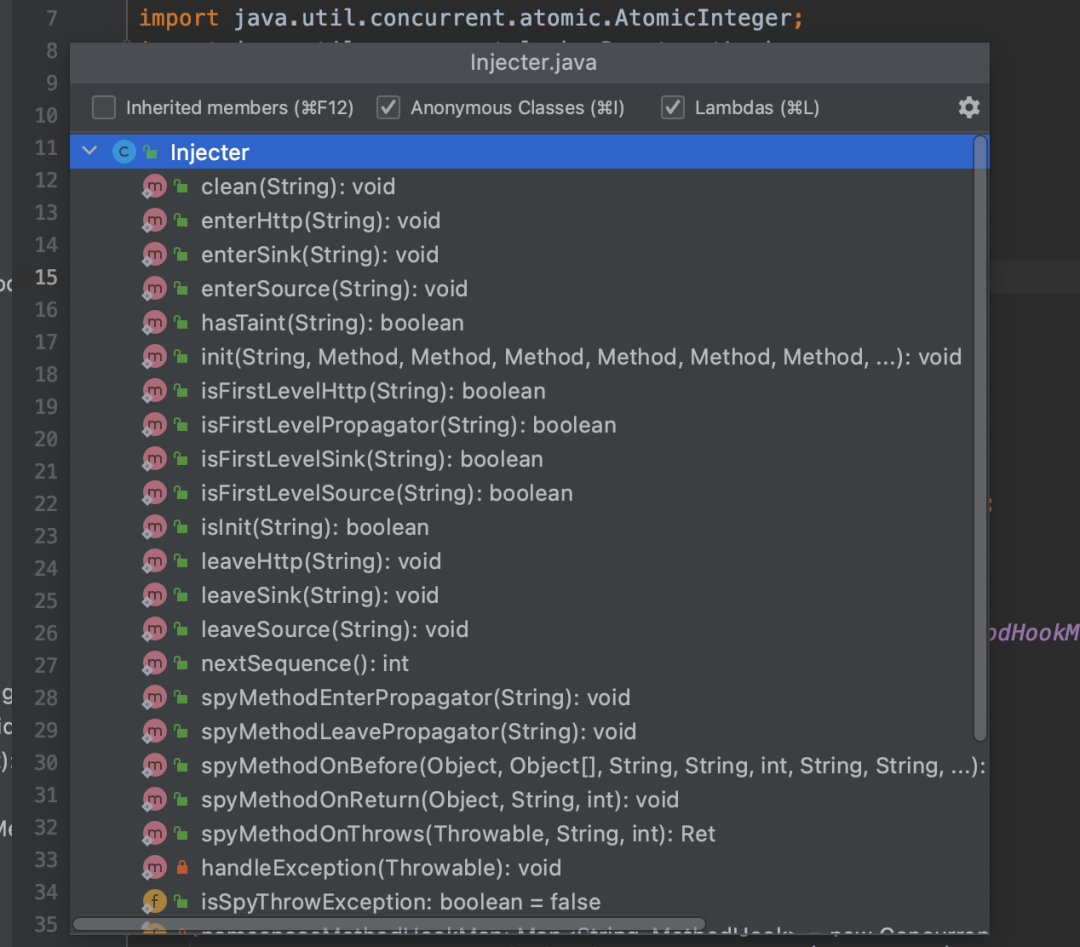 7 import java.util.concurrent.atomic.AtomicInteger;
8
Injecter.java
9
10 Inherited members (⌘F12) Anonymous Classes (⌘I) Lambdas (⌘L)
11 C Injecter
12 m clean(String): void
13 m enterHttp(String): void
14 m enterSink(String): void
15 m enterSource(String): void
16 m hasTaint(String): boolean
17 m init(String, Method, Method, Method, Method, Method, Method, ...): void
18 m isFirstLevelHttp(String): boolean
19 m isFirstLevelPropagator(String): boolean
20 m isFirstLevelSink(String): boolean
21 m isFirstLevelSource(String): boolean
22 m isInit(String): boolean ;
23 m leaveHttp(String): void
24
25 m leaveSink(String): void
26 m leaveSource(String): void odHookM
27 m nextSequence(): int
28 m spyMethodEnterPropagator(String): void
29 m spyMethodLeavePropagator(String): void
30 m spyMethodOnBefore(Object, Object[], String, String, int, String, String, ...):
31 m spyMethodOnReturn(Object, String, int): void
32 m spyMethodOnThrows(Throwable, String, int): Ret
33 m handleException(Throwable): void
34 f isSpyThrowException: boolean = false
35